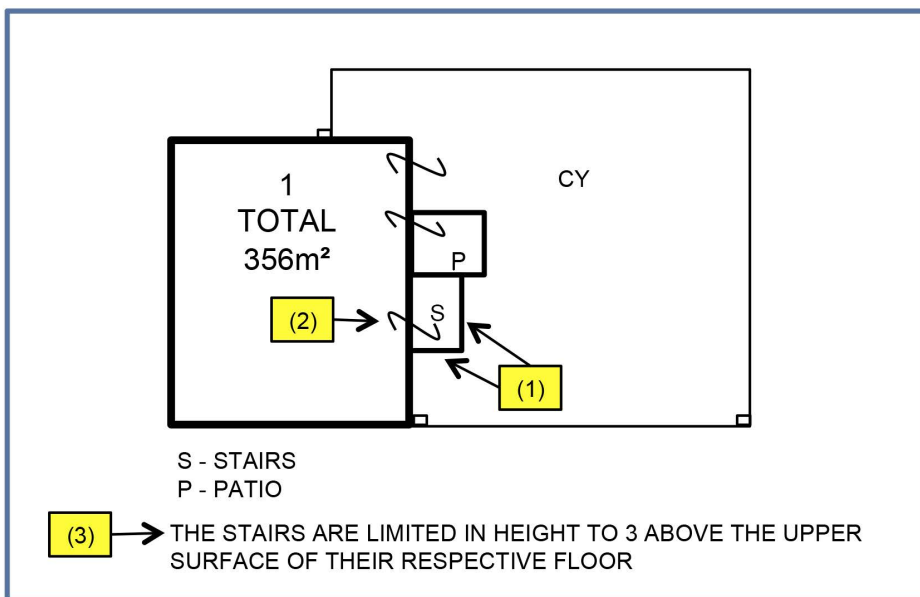 CY
1
TOTAL
356m²
P
(2)
S
(1)
S - STAIRS
P - PATIO
(3)
THE STAIRS ARE LIMITED IN HEIGHT TO 3 ABOVE THE UPPER
SURFACE OF THEIR RESPECTIVE FLOOR